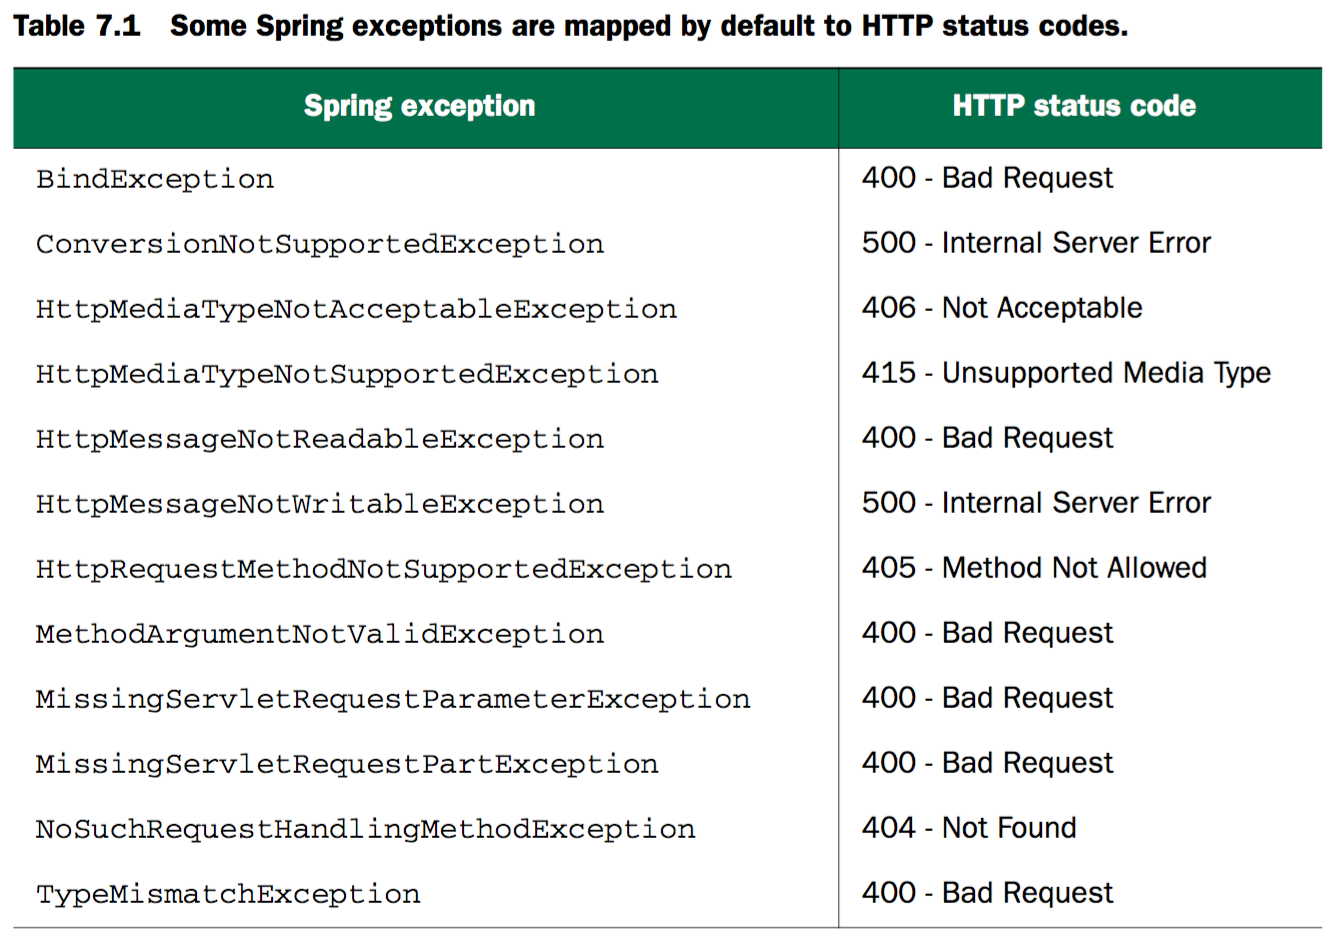 Table 7.1 Some Spring exceptions are mapped by default to HTTP status codes.
Spring exception HTTP status code
BindException 400 - Bad Request
ConversionNotSupportedException 500 - Internal Server Error
HttpMediaTypeNotAcceptableException 406 - Not Acceptable
HttpMediaTypeNotSupportedException 415 - Unsupported Media Type
HttpMessageNotReadableException 400 - Bad Request
HttpMessageNotWritableException 500 - Internal Server Error
HttpRequestMethodNotSupportedException 405 - Method Not Allowed
MethodArgumentNotValidException 400 - Bad Request
MissingServletRequestParameterException 400 - Bad Request
MissingServletRequestPartException 400 - Bad Request
NoSuchRequestHandlingMethodException 404 - Not Found
TypeMismatchException 400 - Bad Request